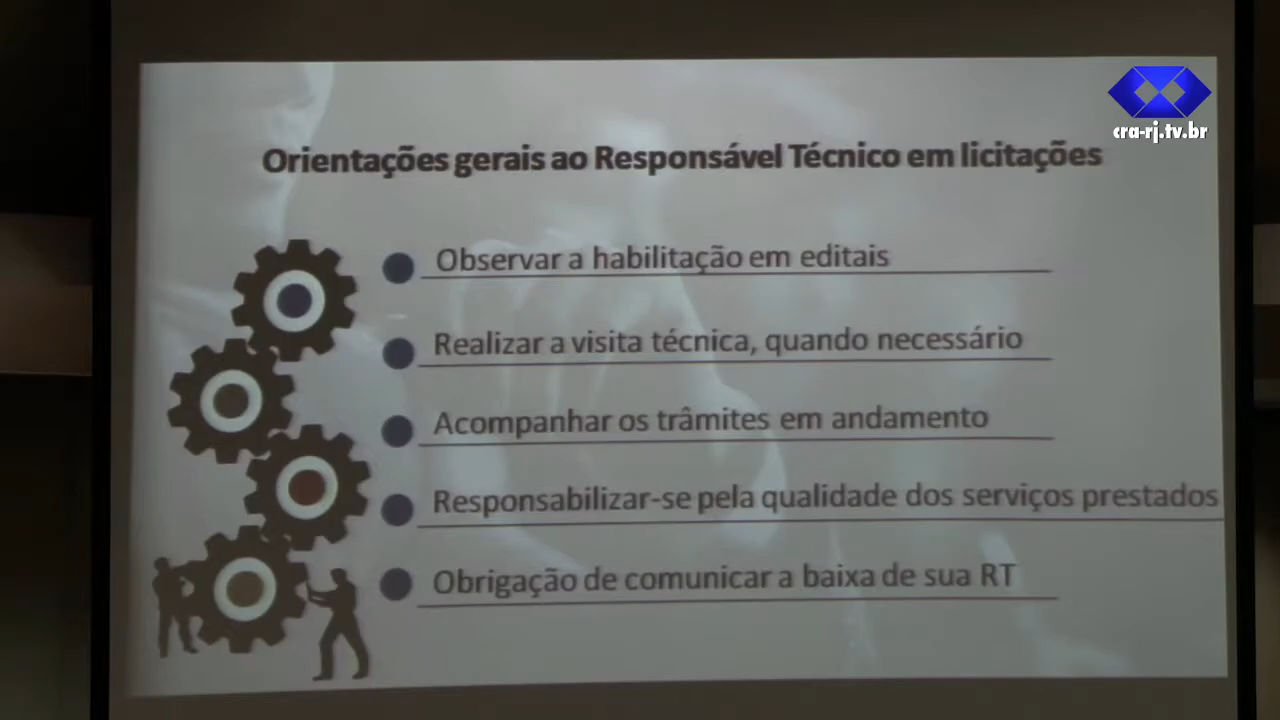 cra-rj.tv.br
Orientações gerais ao Responsável Técnico em licitações
Observar a habilitação em editais
Realizar a visita técnica, quando necessário
Acompanhar os trâmites em andamento
Responsabilizar-se pela qualidade dos serviços prestados
Obrigação de comunicar a baixa de sua RT